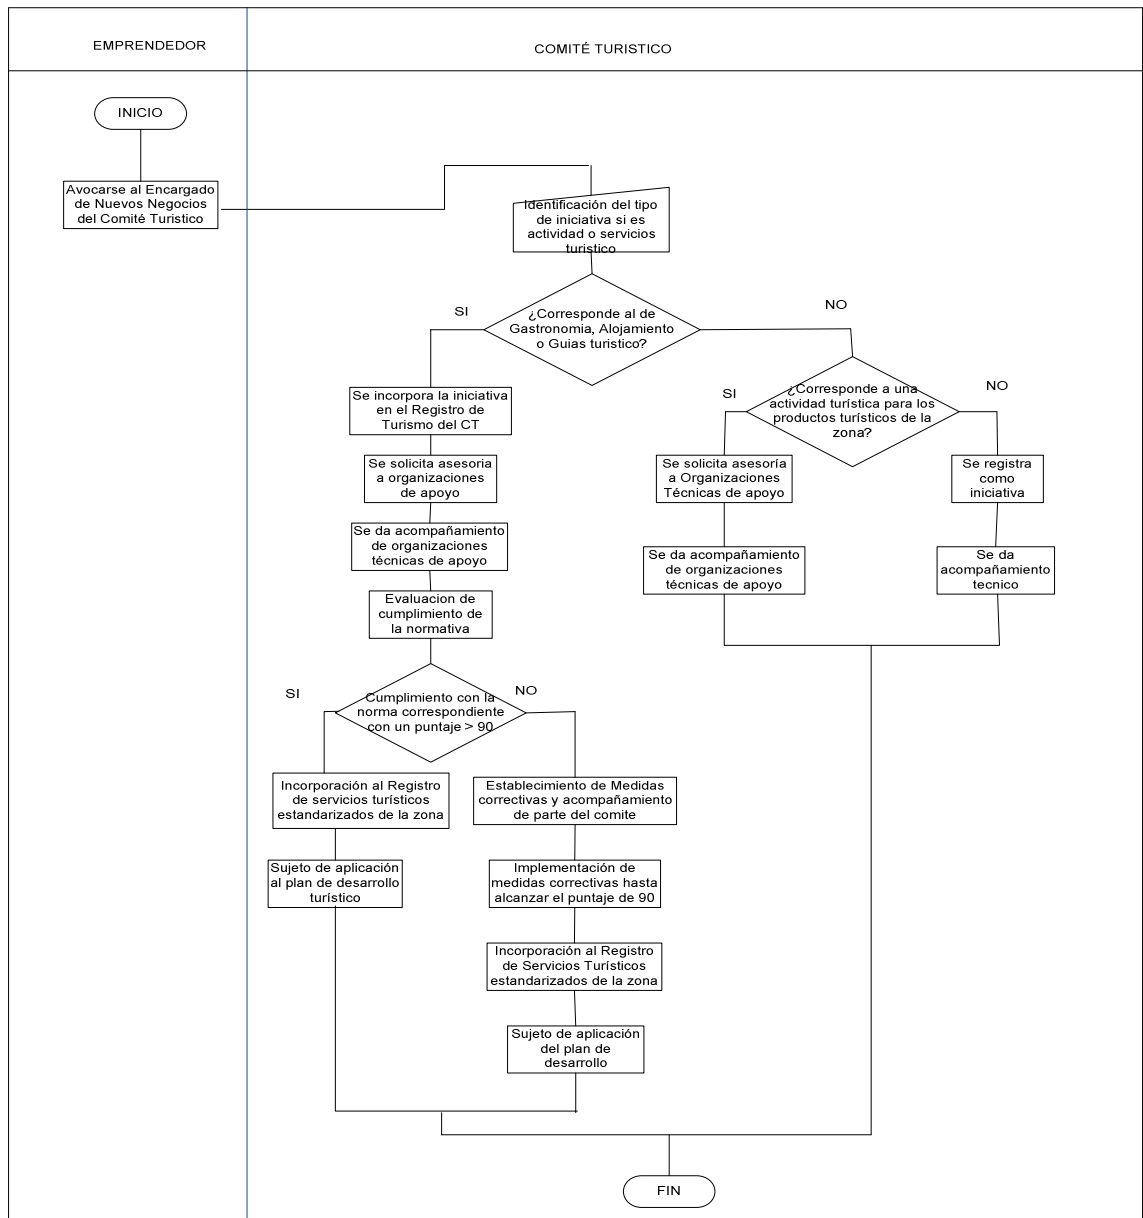 EMPRENDEDOR
COMITÉ TURISTICO
INICIO
Avocarse al Encargado
de Nuevos Negocios
del Comité Turistico
Identificación del tipo
de iniciativa si es
actividad o servicios
turistico
¿Corresponde al de
Gastronomia, Alojamiento
o Guias turistico?
SI
NO
Se incorpora la iniciativa
en el Registro de
Turismo del CT
Se solicita asesoria
a organizaciones
de apoyo
Se da acompañamiento
de organizaciones
técnicas de apoyo
Evaluacion de
cumplimiento de
la normativa
¿Corresponde a una
actividad turística para los
productos turísticos de la
zona?
SI
NO
Se solicita asesoría
a Organizaciones
Técnicas de apoyo
Se da acompañamiento
de organizaciones
técnicas de apoyo
Se registra
como
iniciativa
Se da
acompañamiento
tecnico
Cumplimiento con la
norma correspondiente
con un puntaje > 90
SI
NO
Incorporación al Registro
de servicios turísticos
estandarizados de la zona
Sujeto de aplicación
al plan de desarrollo
turístico
Establecimiento de Medidas
correctivas y acompañamiento
de parte del comite
Implementación de
medidas correctivas hasta
alcanzar el puntaje de 90
Incorporación al Registro
de Servicios Turísticos
estandarizados de la zona
Sujeto de aplicación
del plan de
desarrollo
FIN